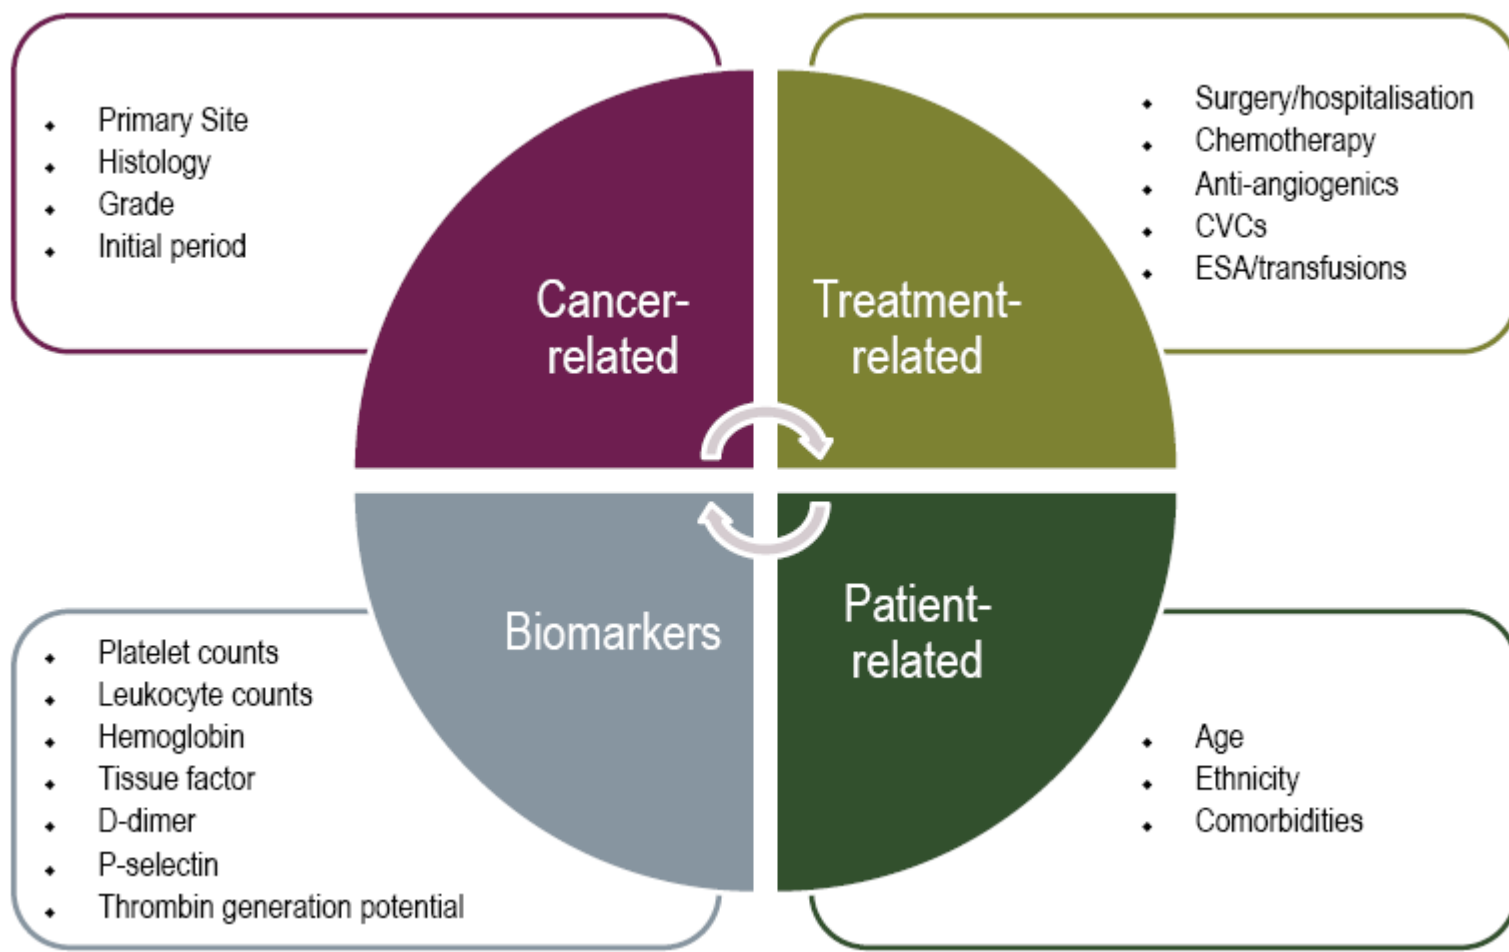 Primary Site
Histology
Grade
Initial period
Cancer-
related
Surgery/hospitalisation
Chemotherapy
Anti-angiogenics
CVCs
ESA/transfusions
Treatment-
related
Biomarkers
Platelet counts
Leukocyte counts
Hemoglobin
Tissue factor
D-dimer
P-selectin
Thrombin generation potential
Patient-
related
Age
Ethnicity
Comorbidities